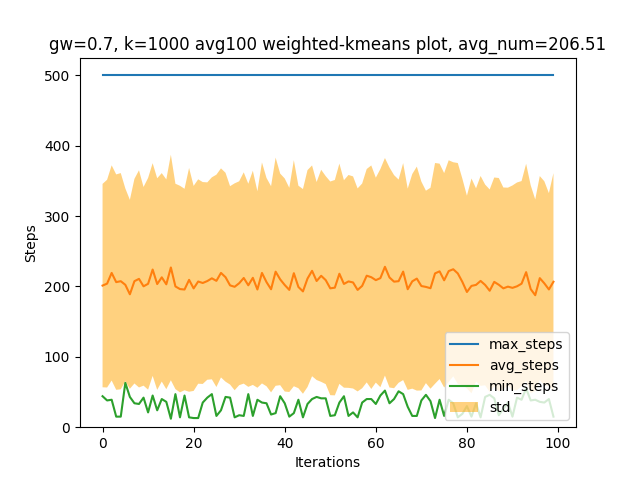 gw=0.7, k=1000 avg100 weighted-kmeans plot, avg_num=206.51
500
400
300
200
100
0
Steps
max_steps
avg_steps
min_steps
std
0 20 40 60 80 100
Iterations